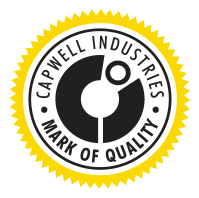 • CAPWELL INDUSTRIES •
MARK OF QUALITY